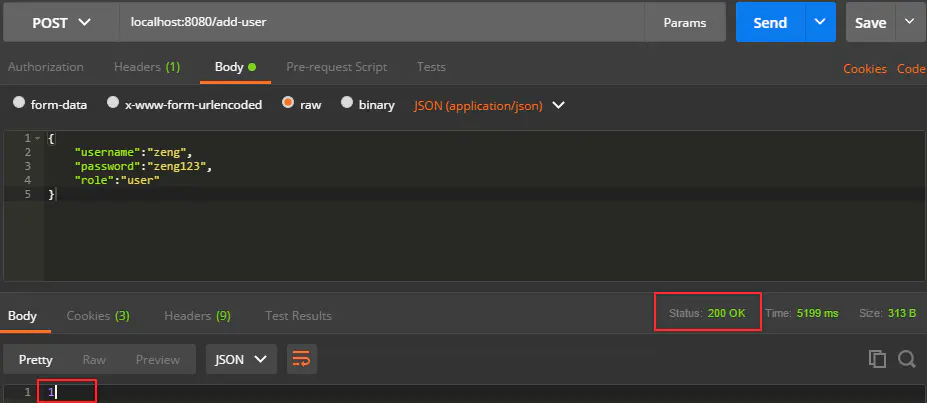 POST localhost:8080/add-user Params Send Save
Authorization Headers (1) Body Pre-request Script Tests Cookies Code
form-data x-www-form-urlencoded raw binary JSON (application/json)
1 {
2 "username":"zeng",
3 "password":"zeng123",
4 "role":"user"
5 }
Body Cookies (3) Headers (9) Test Results Status: 200 OK Time: 5199 ms Size: 313 B
Pretty Raw Preview JSON
1 1